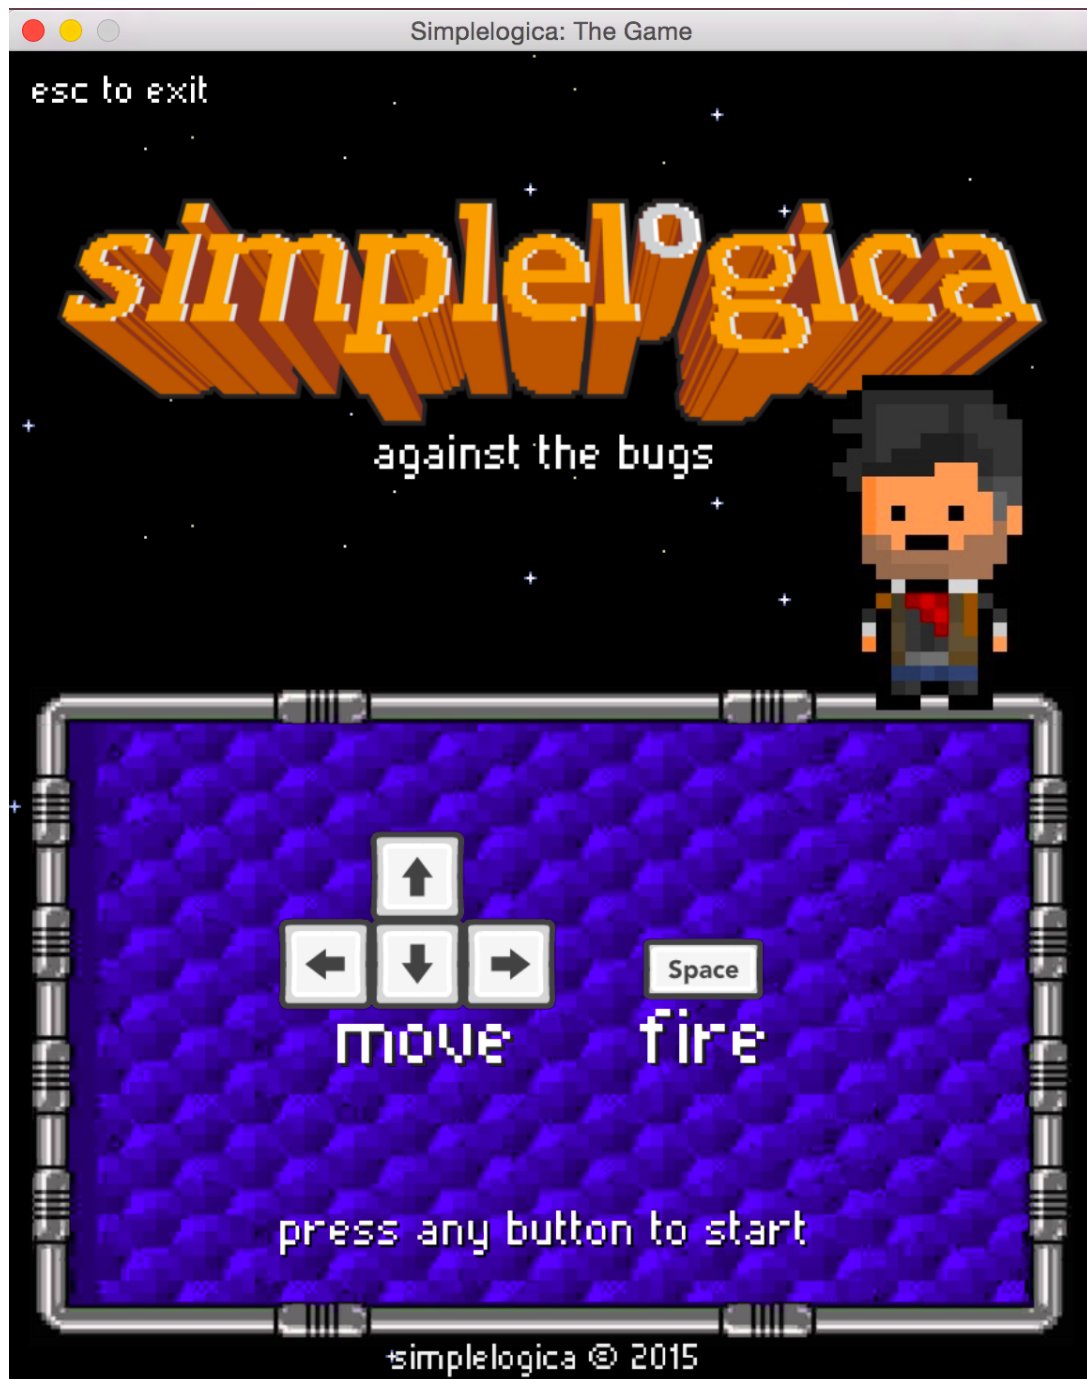 Simplelogica: The Game
esc to exit
simplelogica
against the bugs
Space
move
fire
press any button to start
simplelogica © 2015